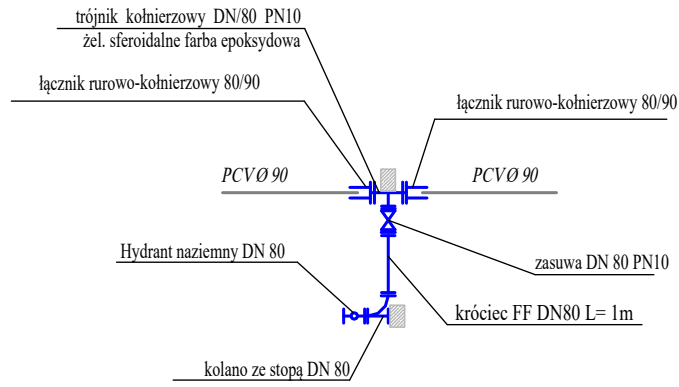 trójnik kołnierzowy DN/80 PN10
żel. sferoidalne farba epoksydowa
łącznik rurowo-kołnierzowy 80/90
łącznik rurowo-kołnierzowy 80/90
PCVØ 90
PCVØ 90
Hydrant naziemny DN 80
zasuwa DN 80 PN10
króciec FF DN80 L= 1m
kolano ze stopą DN 80